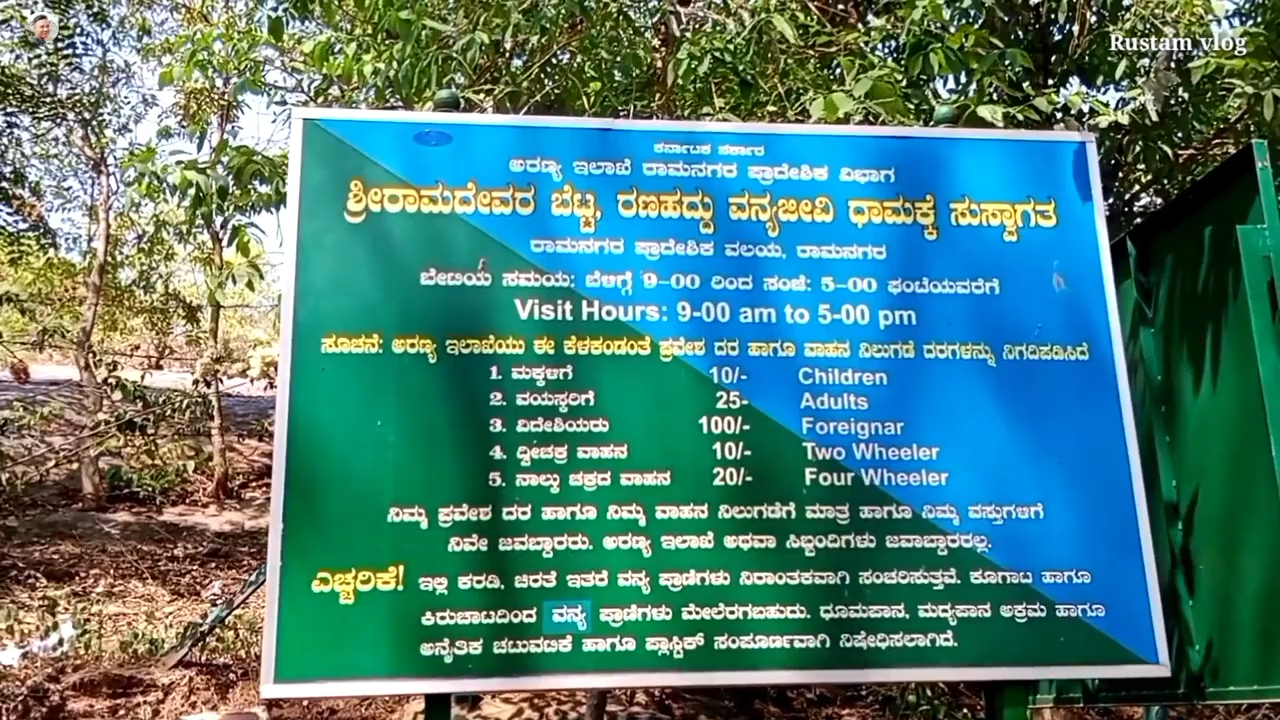 Rustam vlog
ಕರ್ನಾಟಕ ಸರ್ಕಾರ
ಅರಣ್ಯ ಇಲಾಖೆ ರಾಮನಗರ ಪ್ರಾದೇಶಿಕ ವಿಭಾಗ
ಶ್ರೀರಾಮದೇವರ ಬೆಟ್ಟ, ರಣಹದ್ದು ವನ್ಯಜೀವಿ ಧಾಮಕ್ಕೆ ಸುಸ್ವಾಗತ
ರಾಮನಗರ ಪ್ರಾದೇಶಿಕ ವಲಯ, ರಾಮನಗರ
ಬೇಟಿಯ ಸಮಯ: ಬೆಳಿಗ್ಗೆ 9-00 ರಿಂದ ಸಂಜೆ: 5-00 ಘಂಟೆಯವರೆಗೆ
Visit Hours: 9-00 am to 5-00 pm
ಸೂಚನೆ: ಅರಣ್ಯ ಇಲಾಖೆಯು ಈ ಕೆಳಕಂಡಂತೆ ಪ್ರವೇಶ ದರ ಹಾಗೂ ವಾಹನ ನಿಲುಗಡೆ ದರಗಳನ್ನು ನಿಗದಿಪಡಿಸಿದೆ
1. ಮಕ್ಕಳಿಗೆ 10/- Children
2. ವಯಸ್ಕರಿಗೆ 25- Adults
3. ವಿದೇಶಿಯರು 100/- Foreignar
4. ದ್ವೀಚಕ್ರ ವಾಹನ 10/- Two Wheeler
5. ನಾಲ್ಕು ಚಕ್ರದ ವಾಹನ 20/- Four Wheeler
ನಿಮ್ಮ ಪ್ರವೇಶ ದರ ಹಾಗೂ ನಿಮ್ಮ ವಾಹನ ನಿಲುಗಡೆಗೆ ಮಾತ್ರ ಹಾಗೂ ನಿಮ್ಮ ವಸ್ತುಗಳಿಗೆ
ನಿವೇ ಜವಬ್ದಾರರು. ಅರಣ್ಯ ಇಲಾಖೆ ಅಥವಾ ಸಿಬ್ಬಂದಿಗಳು ಜವಾಬ್ದಾರರಲ್ಲ.
ಎಚ್ಚರಿಕೆ! ಇಲ್ಲಿ ಕರಡಿ, ಚಿರತೆ ಇತರೆ ವನ್ಯ ಪ್ರಾಣಿಗಳು ನಿರಾಂತಕವಾಗಿ ಸಂಚರಿಸುತ್ತವೆ. ಕೂಗಾಟ ಹಾಗೂ
ಕಿರುಚಾಟದಿಂದ ವನ್ಯ ಪ್ರಾಣಿಗಳು ಮೇಲೆರಗಬಹುದು. ಧೂಮಪಾನ, ಮದ್ಯಪಾನ ಅಕ್ರಮ ಹಾಗೂ
ಅನೈತಿಕ ಚಟುವಟಿಕೆ ಹಾಗೂ ಪ್ಲಾಸ್ಟಿಕ್ ಸಂಪೂರ್ಣವಾಗಿ ನಿಷೇಧಿಸಲಾಗಿದೆ.